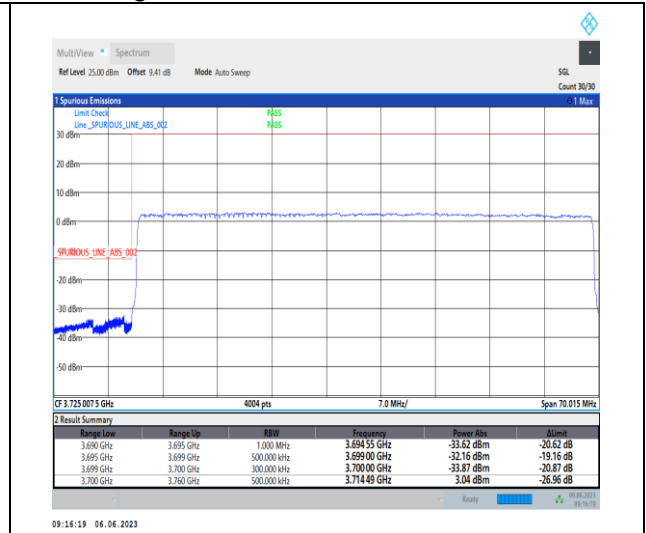 MultiView Spectrum
Ref Level 25.00 dBm Offset 9.41 dB Mode Auto Sweep SGL
Count 30/30
1 Spurious Emissions 1 Max
Limit Check PASS
Line _SPURIOUS_LINE_ABS_002 PASS
30 dBm
20 dBm
10 dBm
0 dBm
_SPURIOUS_LINE_ABS_002
-20 dBm
-30 dBm
-40 dBm
-50 dBm
CF 3.725 007 5 GHz 4004 pts 7.0 MHz/ Span 70.015 MHz
2 Result Summary
Range Low Range Up RBW Frequency Power Abs ΔLimit
3.690 GHz 3.695 GHz 1.000 MHz 3.694 55 GHz -33.62 dBm -20.62 dB
3.695 GHz 3.699 GHz 500.000 kHz 3.699 00 GHz -32.16 dBm -19.16 dB
3.699 GHz 3.700 GHz 300.000 kHz 3.700 00 GHz -33.87 dBm -20.87 dB
3.700 GHz 3.760 GHz 500.000 kHz 3.714 49 GHz 3.04 dBm -26.96 dB
Ready 06.06.2023
09:16:19
09:16:19 06.06.2023